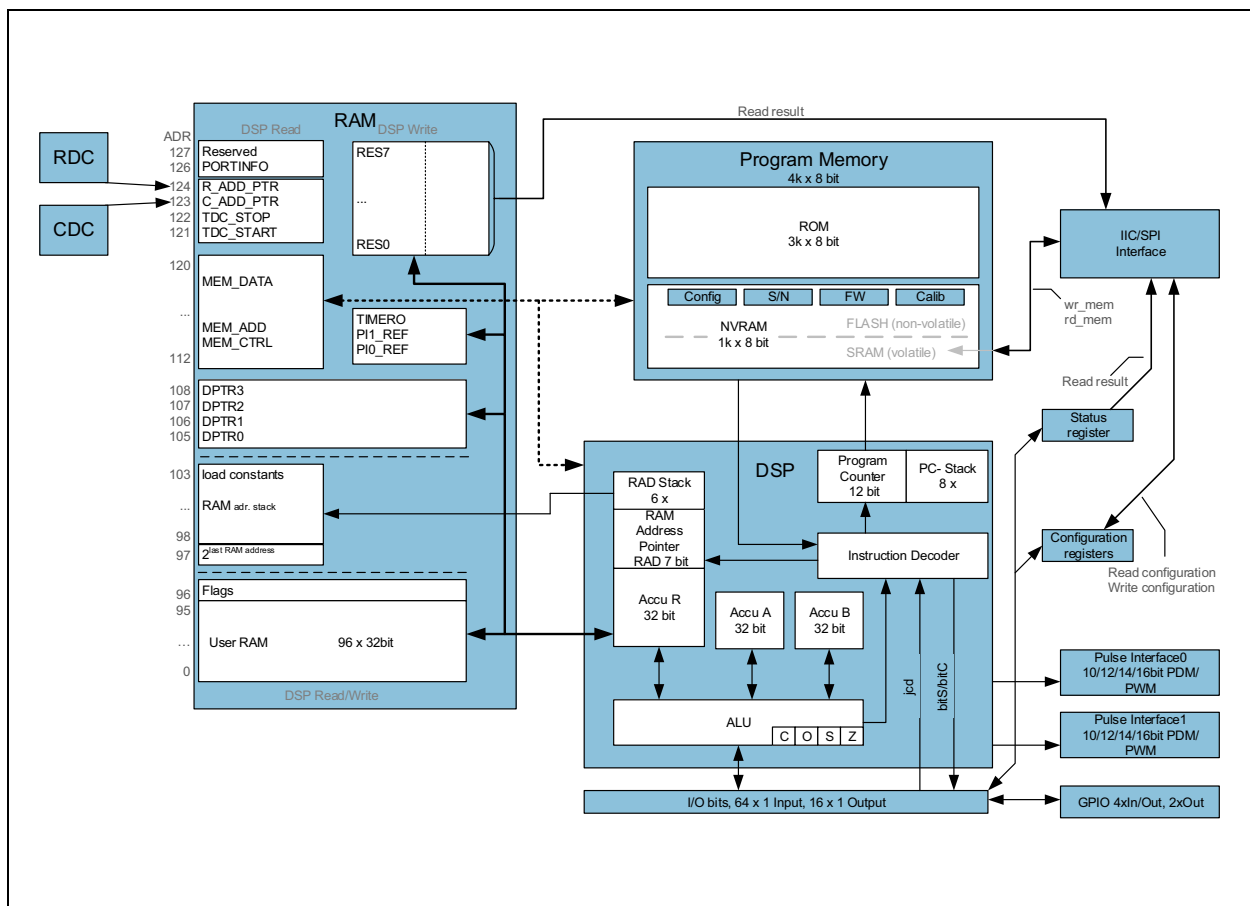 RDC
CDC
RAM
ADR
DSP Read
DSP Write
127
Reserved
126
PORTINFO
124
R_ADD_PTR
123
C_ADD_PTR
122
TDC_STOP
121
TDC_START
RES7
...
RES0
120
MEM_DATA
...
MEM_ADD
MEM_CTRL
112
TIMER0
PI1_REF
PI0_REF
108
DPTR3
107
DPTR2
106
DPTR1
105
DPTR0
103
load constants
...
RAM adr. stack
98
97
2last RAM address
96
Flags
95
...
User RAM
96 x 32bit
0
DSP Read/Write
Read result
Program Memory
4k x 8 bit
ROM
3k x 8 bit
Config
S/N
FW
Calib
NVRAM
1k x 8 bit
FLASH (non-volatile)
SRAM (volatile)
IIC/SPI
Interface
wr_mem
rd_mem
Read result
Status
register
Configuration
registers
Read configuration
Write configuration
DSP
RAD Stack
6 x
RAM
Address
Pointer
RAD 7 bit
Accu R
32 bit
Accu A
32 bit
Accu B
32 bit
Program
Counter
12 bit
PC- Stack
8 x
Instruction Decoder
ALU
C O S Z
jcd
bitS/bitC
I/O bits, 64 x 1 Input, 16 x 1 Output
Pulse Interface0
10/12/14/16bit PDM/
PWM
Pulse Interface1
10/12/14/16bit PDM/
PWM
GPIO 4xIn/Out, 2xOut